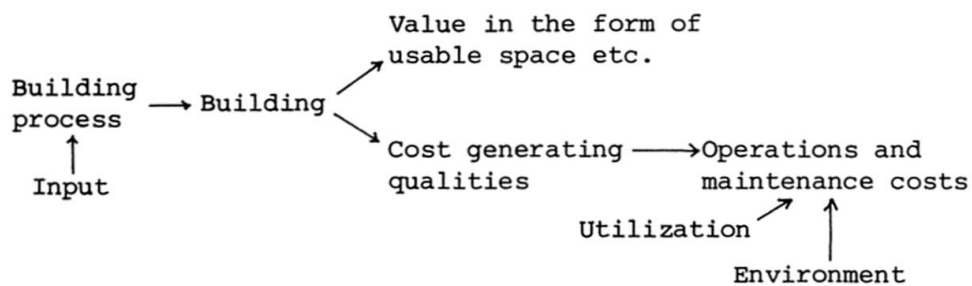 Value in the form of
usable space etc.
Building
process
Building
Input
Cost generating
qualities
Operations and
maintenance costs
Utilization
Environment